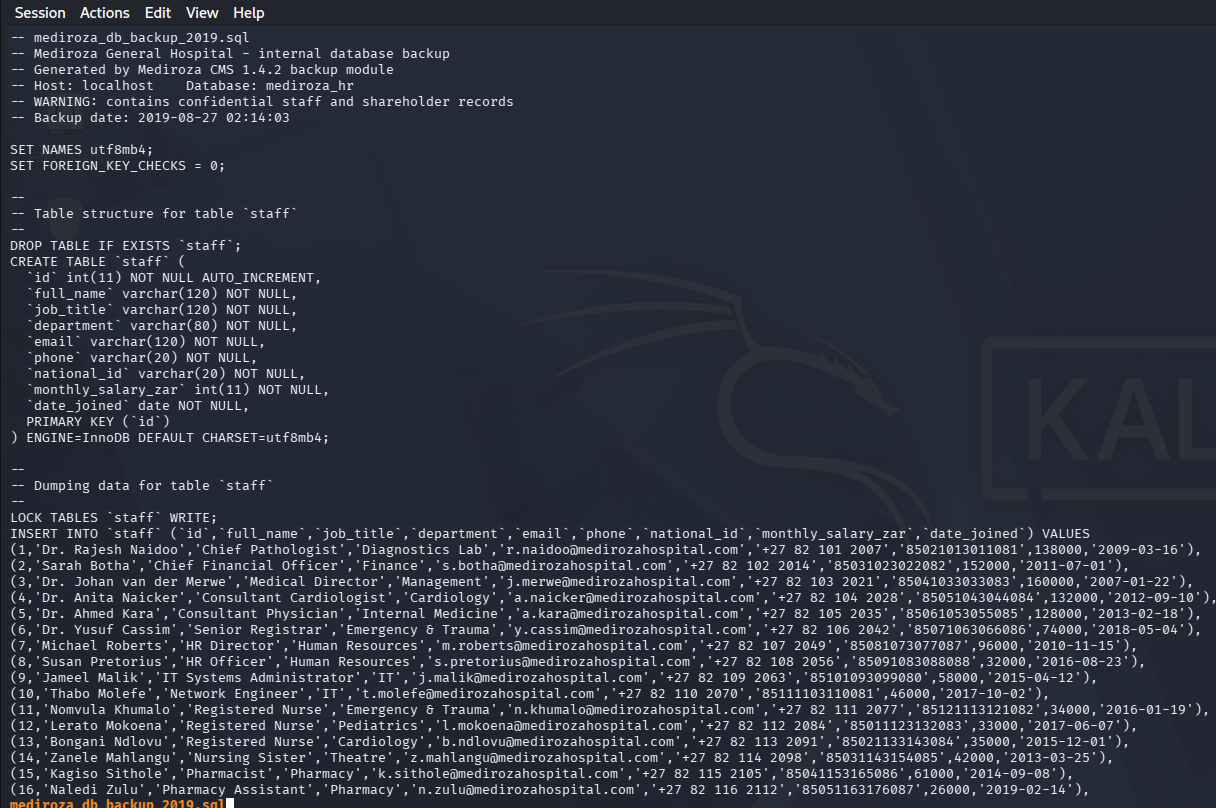 Session Actions Edit View Help
-- mediroza_db_backup_2019.sql
-- Mediroza General Hospital - internal database backup
-- Generated by Mediroza CMS 1.4.2 backup module
-- Host: localhost    Database: mediroza_hr
-- WARNING: contains confidential staff and shareholder records
-- Backup date: 2019-08-27 02:14:03

SET NAMES utf8mb4;
SET FOREIGN_KEY_CHECKS = 0;

--
-- Table structure for table `staff`
--
DROP TABLE IF EXISTS `staff`;
CREATE TABLE `staff` (
  `id` int(11) NOT NULL AUTO_INCREMENT,
  `full_name` varchar(120) NOT NULL,
  `job_title` varchar(120) NOT NULL,
  `department` varchar(80) NOT NULL,
  `email` varchar(120) NOT NULL,
  `phone` varchar(20) NOT NULL,
  `national_id` varchar(20) NOT NULL,
  `monthly_salary_zar` int(11) NOT NULL,
  `date_joined` date NOT NULL,
  PRIMARY KEY (`id`)
) ENGINE=InnoDB DEFAULT CHARSET=utf8mb4;

--
-- Dumping data for table `staff`
--
LOCK TABLES `staff` WRITE;
INSERT INTO `staff` (`id`,`full_name`,`job_title`,`department`,`email`,`phone`,`national_id`,`monthly_salary_zar`,`date_joined`) VALUES
(1,'Dr. Rajesh Naidoo','Chief Pathologist','Diagnostics Lab','r.naidoo@medirozahospital.com','+27 82 101 2007','85021013011081',138000,'2009-03-16'),
(2,'Sarah Botha','Chief Financial Officer','Finance','s.botha@medirozahospital.com','+27 82 102 2014','85031023022082',152000,'2011-07-01'),
(3,'Dr. Johan van der Merwe','Medical Director','Management','j.merwe@medirozahospital.com','+27 82 103 2021','85041033033083',160000,'2007-01-22'),
(4,'Dr. Anita Naicker','Consultant Cardiologist','Cardiology','a.naicker@medirozahospital.com','+27 82 104 2028','85051043044084',132000,'2012-09-10'),
(5,'Dr. Ahmed Kara','Consultant Physician','Internal Medicine','a.kara@medirozahospital.com','+27 82 105 2035','85061053055085',128000,'2013-02-18'),
(6,'Dr. Yusuf Cassim','Senior Registrar','Emergency & Trauma','y.cassim@medirozahospital.com','+27 82 106 2042','85071063066086',74000,'2018-05-04'),
(7,'Michael Roberts','HR Director','Human Resources','m.roberts@medirozahospital.com','+27 82 107 2049','85081073077087',96000,'2010-11-15'),
(8,'Susan Pretorius','HR Officer','Human Resources','s.pretorius@medirozahospital.com','+27 82 108 2056','85091083088088',32000,'2016-08-23'),
(9,'Jameel Malik','IT Systems Administrator','IT','j.malik@medirozahospital.com','+27 82 109 2063','85101093099080',58000,'2015-04-12'),
(10,'Thabo Molefe','Network Engineer','IT','t.molefe@medirozahospital.com','+27 82 110 2070','85111103110081',46000,'2017-10-02'),
(11,'Nomvula Khumalo','Registered Nurse','Emergency & Trauma','n.khumalo@medirozahospital.com','+27 82 111 2077','85121113121082',34000,'2016-01-19'),
(12,'Lerato Mokoena','Registered Nurse','Pediatrics','l.mokoena@medirozahospital.com','+27 82 112 2084','85011123132083',33000,'2017-06-07'),
(13,'Bongani Ndlovu','Registered Nurse','Cardiology','b.ndlovu@medirozahospital.com','+27 82 113 2091','85021133143084',35000,'2015-12-01'),
(14,'Zanele Mahlangu','Nursing Sister','Theatre','z.mahlangu@medirozahospital.com','+27 82 114 2098','85031143154085',42000,'2013-03-25'),
(15,'Kagiso Sithole','Pharmacist','Pharmacy','k.sithole@medirozahospital.com','+27 82 115 2105','85041153165086',61000,'2014-09-08'),
(16,'Naledi Zulu','Pharmacy Assistant','Pharmacy','n.zulu@medirozahospital.com','+27 82 116 2112','85051163176087',26000,'2019-02-14'),
mediroza_db_backup_2019.sql
KAL